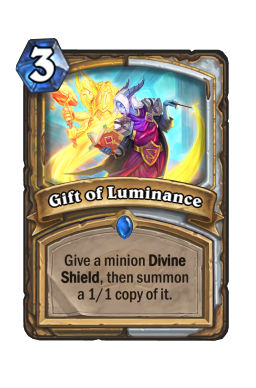 3
Gift of Luminance
Give a minion Divine
Shield, then summon
a 1/1 copy of it.